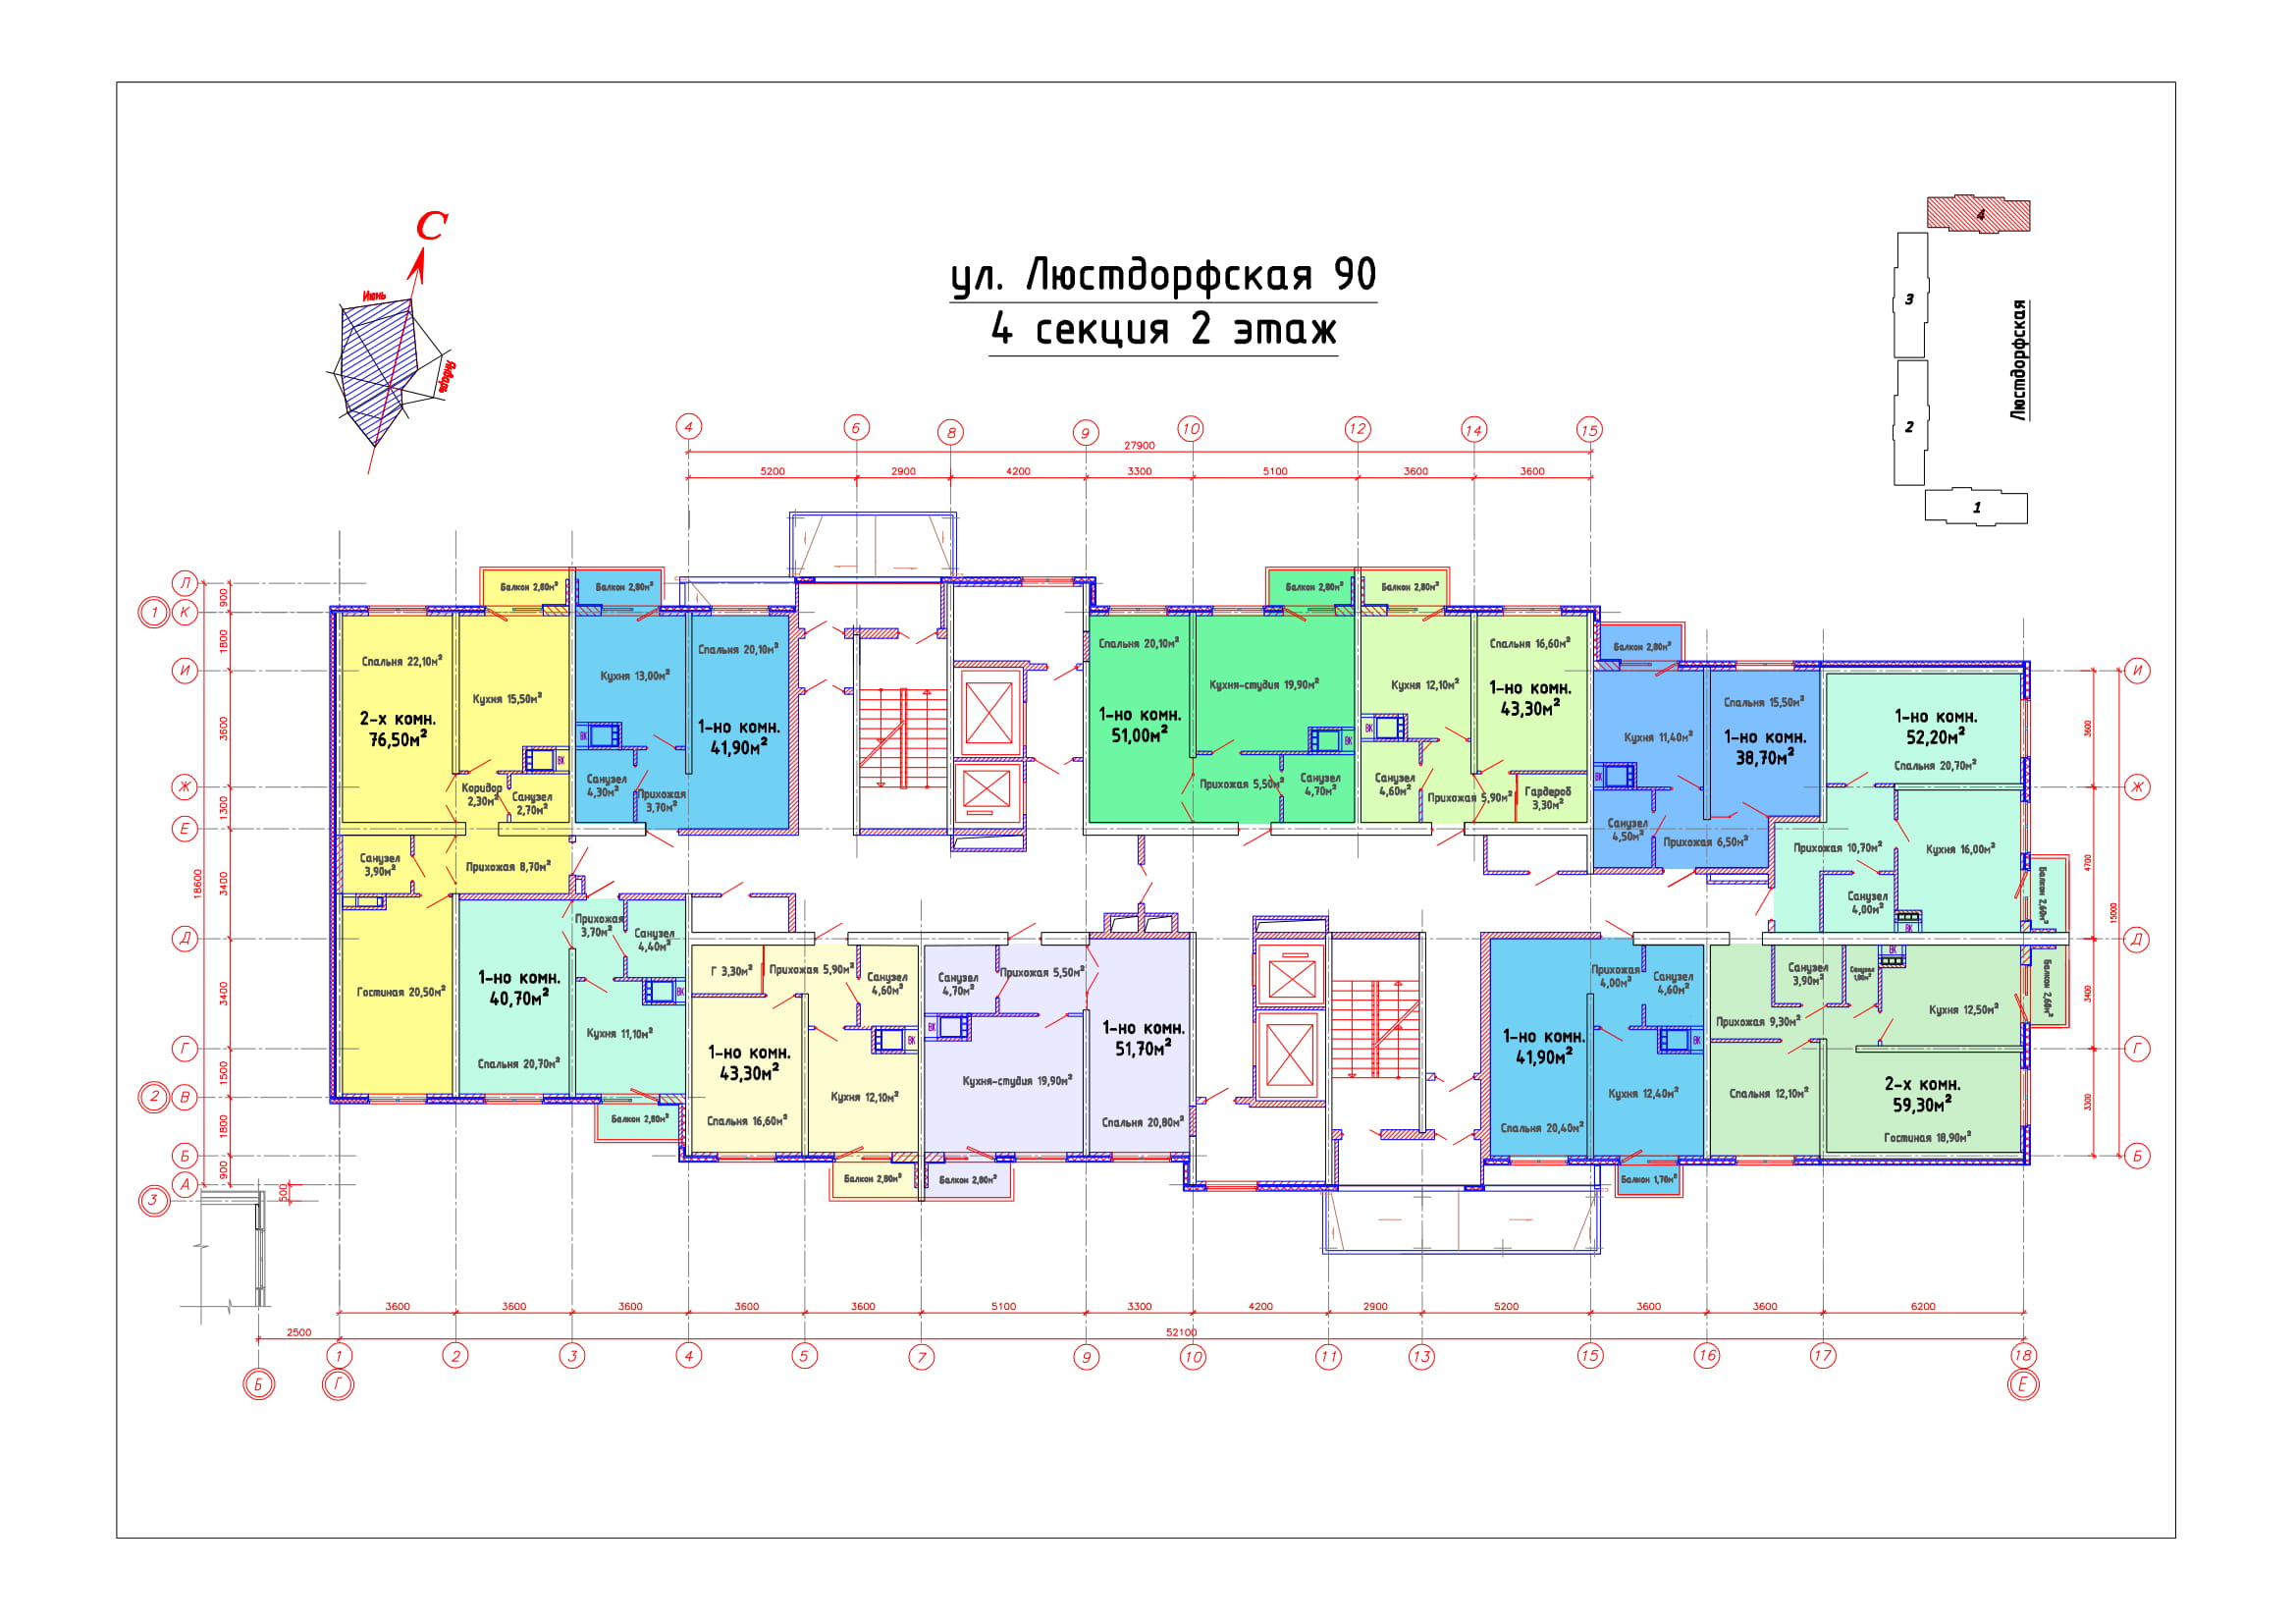 С
Июнь
Январь
ул. Люстдорфская 90
4 секция 2 этаж
4
3
2
1
Люстдорфская
4
6
8
9
10
12
14
15
27900
5200
2900
4200
3300
5100
3600
3600
Л
1
К
И
Ж
Е
Д
Г
2
В
Б
А
3
900
1800
3600
1300
3400
3400
1500
1800
900
18600
500
Балкон 2,80м²
Спальня 22,10м²
Кухня 15,50м²
2-х комн.
76,50м²
ВК
Коридор
2,30м²
Санузел
2,70м²
Санузел
3,90м²
Прихожая 8,70м²
Гостиная 20,50м²
Балкон 2,80м²
Кухня 13,00м²
Спальня 20,10м²
1-но комн.
41,90м²
ВК
Санузел
4,30м²
Прихожая
3,70м²
Балкон 2,80м²
Спальня 20,10м²
Кухня-студия 19,90м²
1-но комн.
51,00м²
ВК
Прихожая 5,50м²
Санузел
4,70м²
Балкон 2,80м²
Спальня 16,60м²
Кухня 12,10м²
1-но комн.
43,30м²
ВК
Санузел
4,60м²
Прихожая 5,90м²
Гардероб
3,30м²
Балкон 2,80м²
Спальня 15,50м²
Кухня 11,40м²
1-но комн.
38,70м²
ВК
Санузел
4,50м²
Прихожая 6,50м²
1-но комн.
52,20м²
Спальня 20,70м²
Прихожая 10,70м²
Кухня 16,00м²
Санузел
4,00м²
ВК
Балкон 2,60м²
Прихожая
3,70м²
Санузел
4,40м²
1-но комн.
40,70м²
ВК
Кухня 11,10м²
Спальня 20,70м²
Балкон 2,80м²
Г 3,30м²
Прихожая 5,90м²
Санузел
4,60м²
1-но комн.
43,30м²
ВК
Кухня 12,10м²
Спальня 16,60м²
Балкон 2,80м²
Санузел
4,70м²
Прихожая 5,50м²
ВК
1-но комн.
51,70м²
Кухня-студия 19,90м²
Спальня 20,80м²
Балкон 2,80м²
Прихожая
4,00м²
Санузел
4,60м²
1-но комн.
41,90м²
ВК
Кухня 12,40м²
Спальня 20,40м²
Балкон 1,70м²
Санузел
3,90м²
Санузел
1,80м²
ВК
Кухня 12,50м²
Прихожая 9,30м²
Спальня 12,10м²
2-х комн.
59,30м²
Гостиная 18,90м²
Балкон 2,60м²
И
Ж
Д
Г
Б
3600
4700
3400
3300
15000
3600
3600
3600
3600
3600
5100
3300
4200
2900
5200
3600
3600
6200
2500
52100
1
2
3
4
5
7
9
10
11
13
15
16
17
18
Б
Г
Е